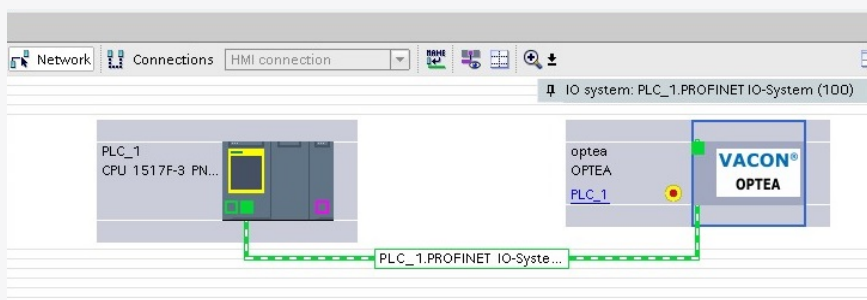 Network Connections HMI connection
IO system: PLC_1.PROFINET IO-System (100)
PLC_1
CPU 1517F-3 PN...
optea
OPTEA
PLC_1
VACON®
OPTEA
PLC_1.PROFINET IO-Syste...